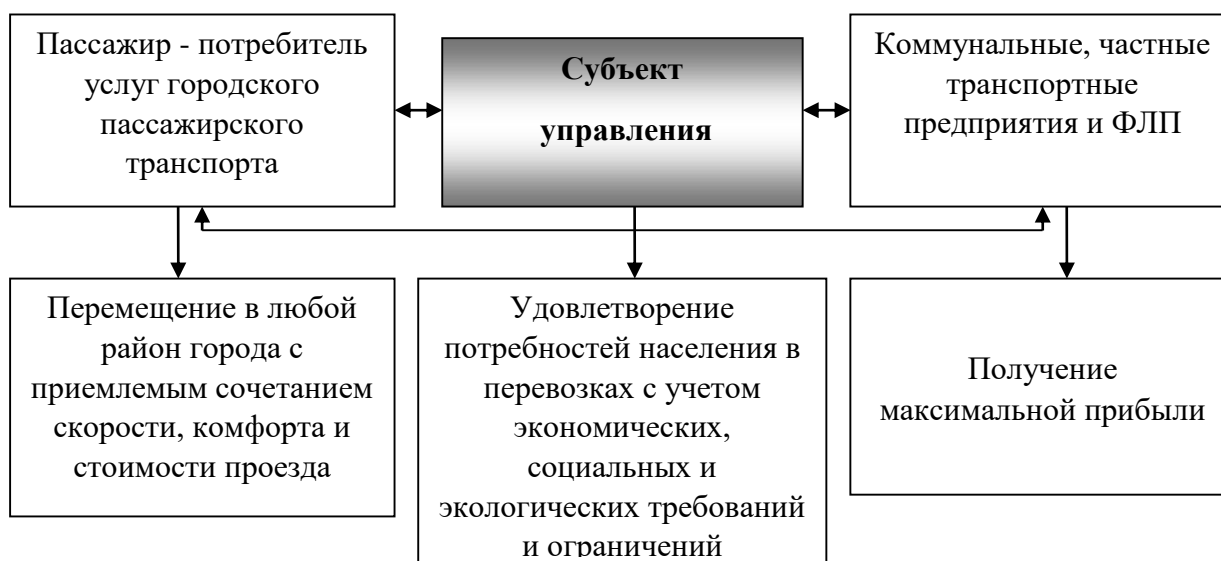 Пассажир - потребитель
услуг городского
пассажирского
транспорта
Субъект
управления
Коммунальные, частные
транспортные
предприятия и ФЛП
Перемещение в любой
район города с
приемлемым сочетанием
скорости, комфорта и
стоимости проезда
Удовлетворение
потребностей населения в
перевозках с учетом
экономических,
социальных и
экологических требований
и ограничений
Получение
максимальной прибыли